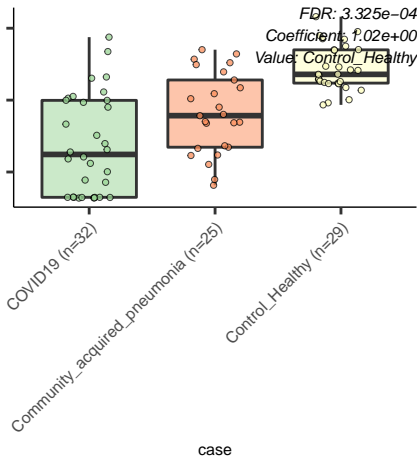 FDR: 3.325e−04
Coefficient: 1.02e+00
Value: Control_Healthy
COVID19 (n=32)
Community_acquired_pneumonia (n=25)
Control_Healthy (n=29)
case